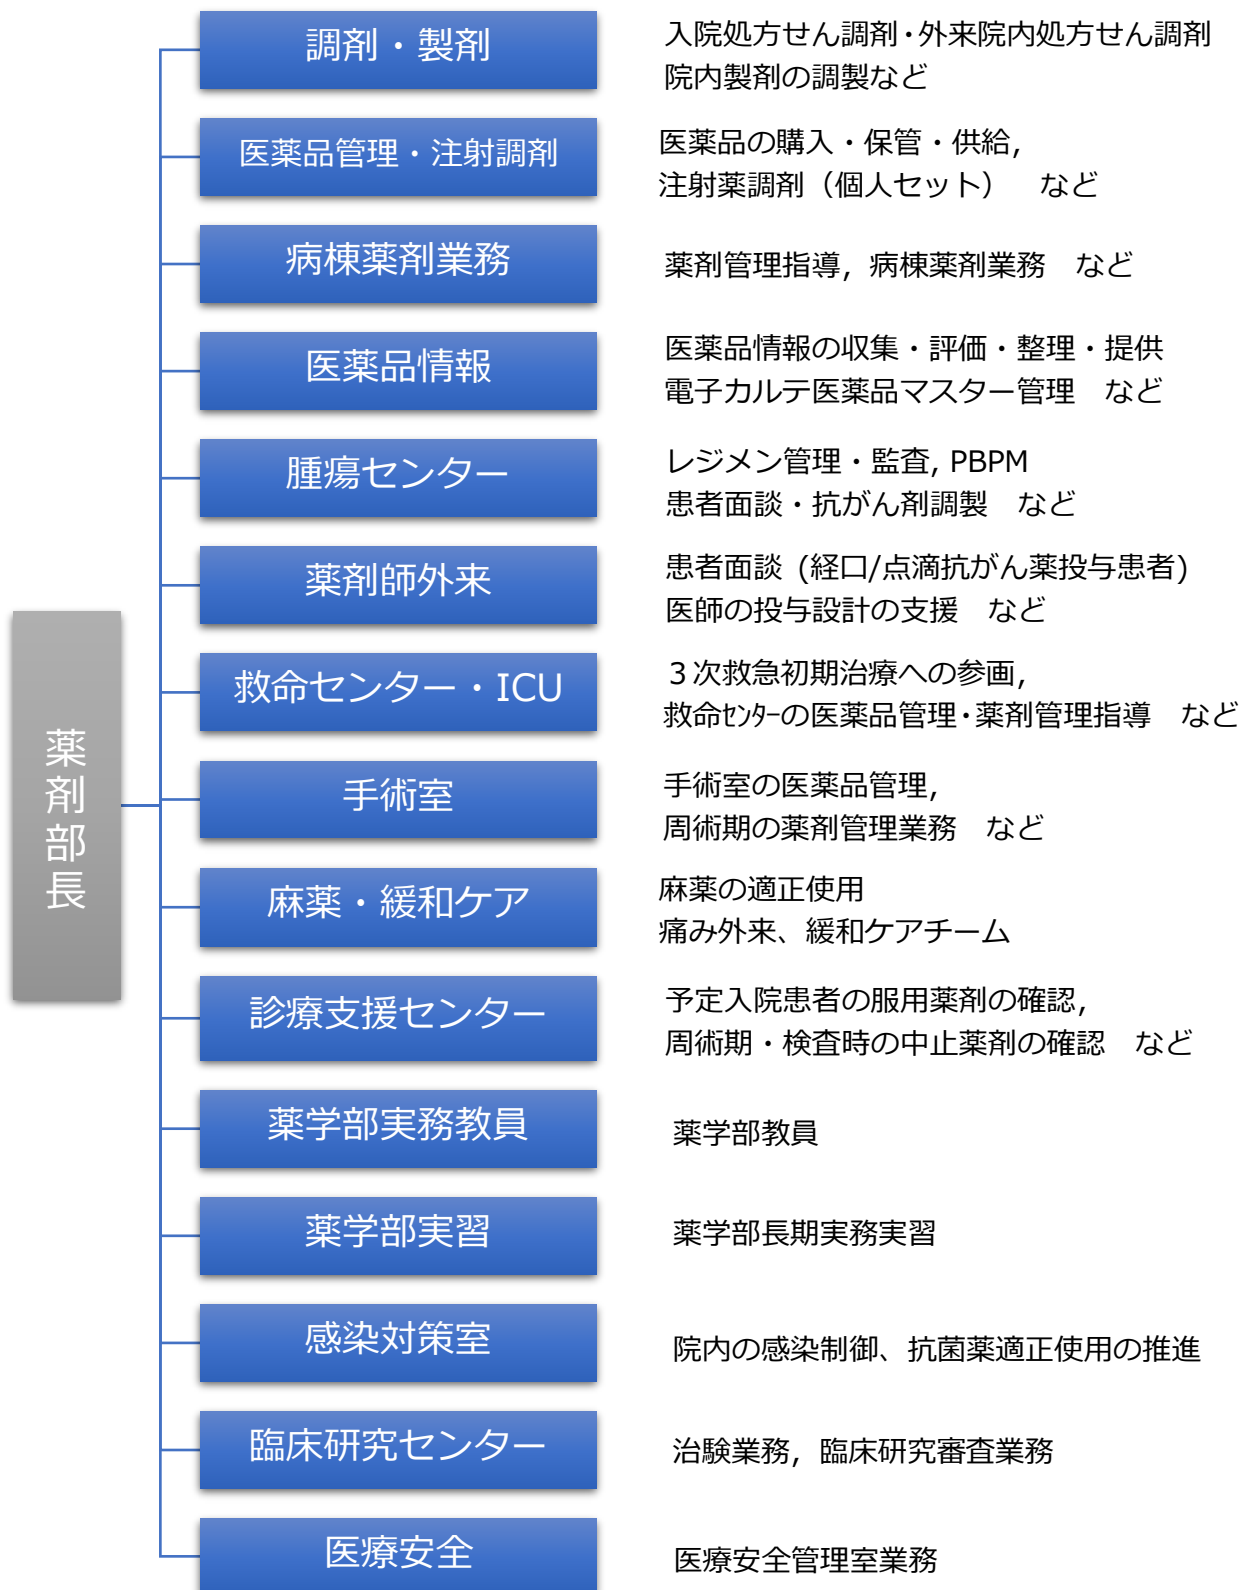 薬剤部長
調剤・製剤
入院処方せん調剤・外来院内処方せん調剤
院内製剤の調製など
医薬品管理・注射調剤
医薬品の購入・保管・供給,
注射薬調剤（個人セット）　など
病棟薬剤業務
薬剤管理指導, 病棟薬剤業務　など
医薬品情報
医薬品情報の収集・評価・整理・提供
電子カルテ医薬品マスター管理　など
腫瘍センター
レジメン管理・監査, PBPM
患者面談・抗がん剤調製　など
薬剤師外来
患者面談 (経口/点滴抗がん薬投与患者)
医師の投与設計の支援　など
救命センター・ICU
３次救急初期治療への参画,
救命ｾﾝﾀｰの医薬品管理・薬剤管理指導　など
手術室
手術室の医薬品管理,
周術期の薬剤管理業務　など
麻薬・緩和ケア
麻薬の適正使用
痛み外来、緩和ケアチーム
診療支援センター
予定入院患者の服用薬剤の確認,
周術期・検査時の中止薬剤の確認　など
薬学部実務教員
薬学部教員
薬学部実習
薬学部長期実務実習
感染対策室
院内の感染制御、抗菌薬適正使用の推進
臨床研究センター
治験業務, 臨床研究審査業務
医療安全
医療安全管理室業務